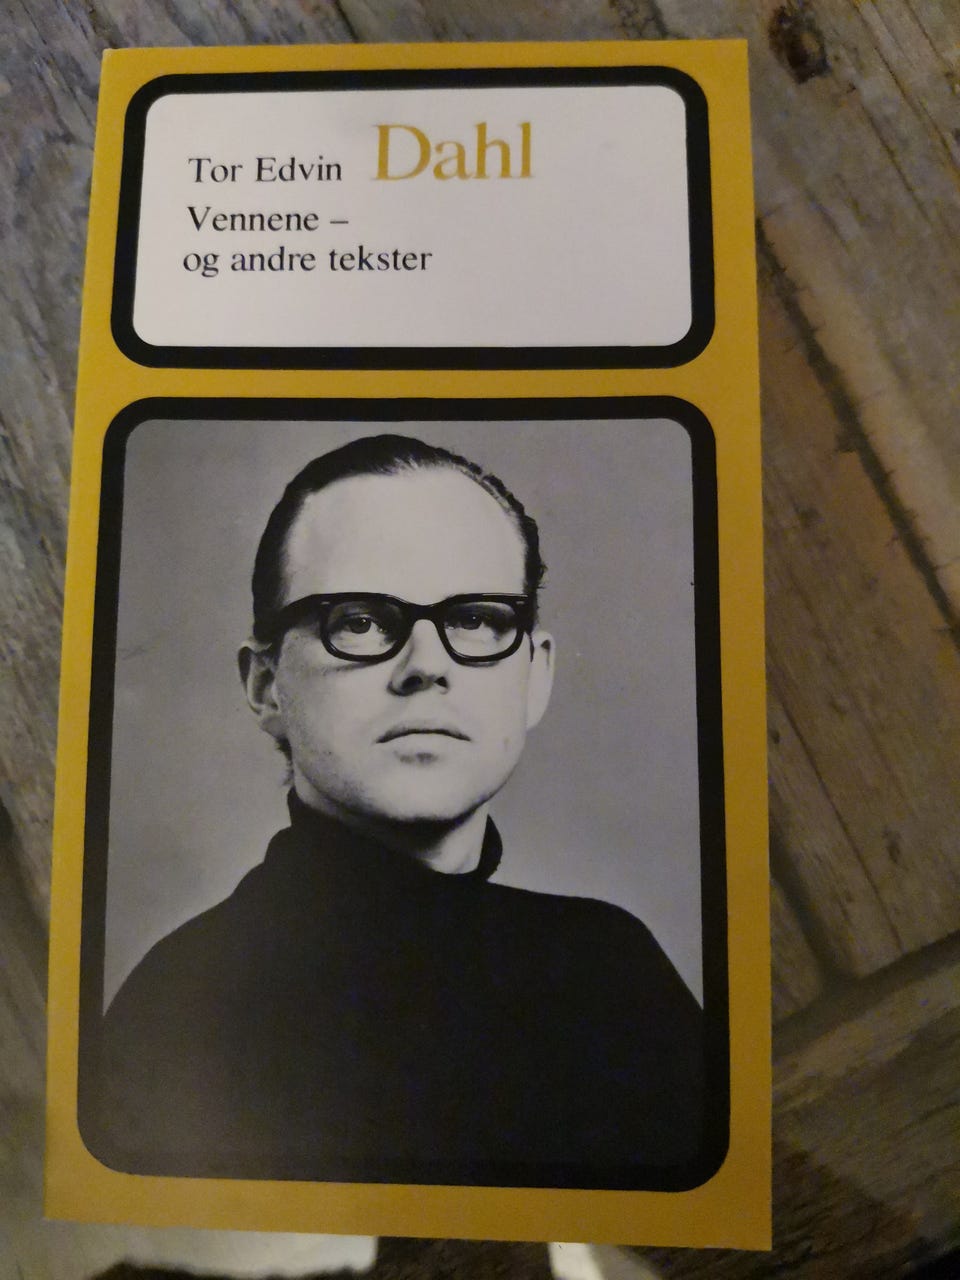 Tor Edvin Dahl
Vennene –
og andre tekster